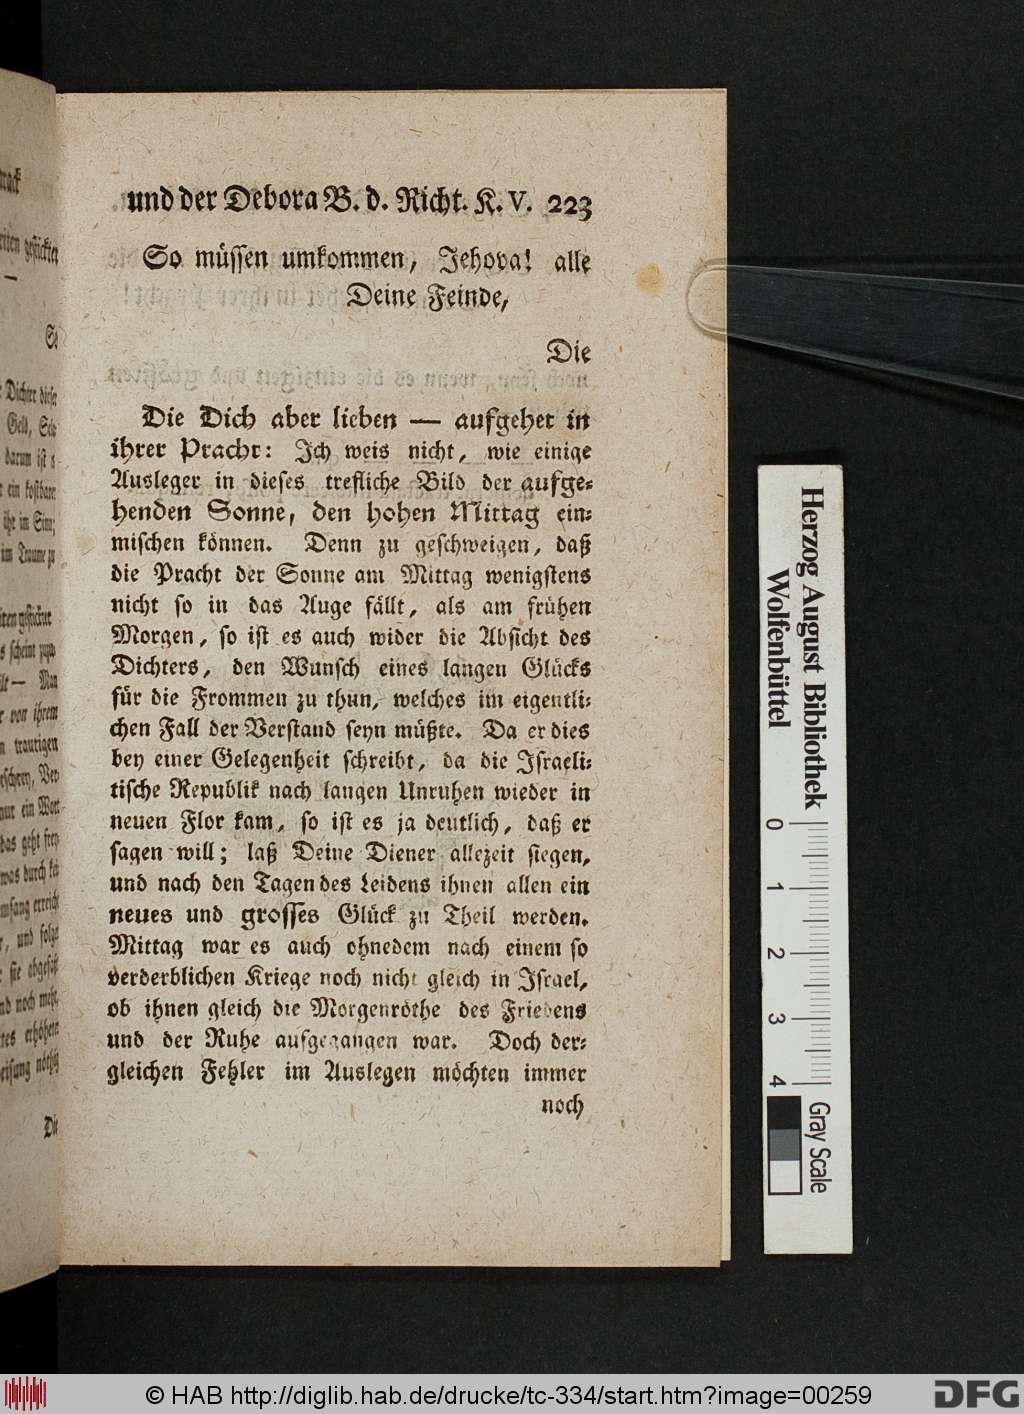 und der Debora B. d. Richt. K. V. 223
So müssen umkommen, Jehova! alle
Deine Feinde,
Die
Die Dich aber lieben — aufgehet in
ihrer Pracht: Ich weis nicht, wie einige
Ausleger in dieses trefliche Bild der aufge-
henden Sonne, den hohen Mittag ein-
mischen können. Denn zu geschweigen, daß
die Pracht der Sonne am Mittag wenigstens
nicht so in das Auge fällt, als am frühen
Morgen, so ist es auch wider die Absicht des
Dichters, den Wunsch eines langen Glücks
für die Frommen zu thun, welches im eigentli-
chen Fall der Verstand seyn müßte. Da er dies
bey einer Gelegenheit schreibt, da die Israeli-
tische Republik nach langen Unruhen wieder in
neuen Flor kam, so ist es ja deutlich, daß er
sagen will; laß Deine Diener allezeit siegen,
und nach den Tagen des Leidens ihnen allen ein
neues und grosses Glück zu Theil werden.
Mittag war es auch ohnedem nach einem so
verderblichen Kriege noch nicht gleich in Israel,
ob ihnen gleich die Morgenröthe des Friedens
und der Ruhe aufgegangen war. Doch der-
gleichen Fehler im Auslegen möchten immer
noch
Herzog August Bibliothek
Wolfenbüttel
0 1 2 3 4
Gray Scale
© HAB http://diglib.hab.de/drucke/tc-334/start.htm?image=00259
DFG